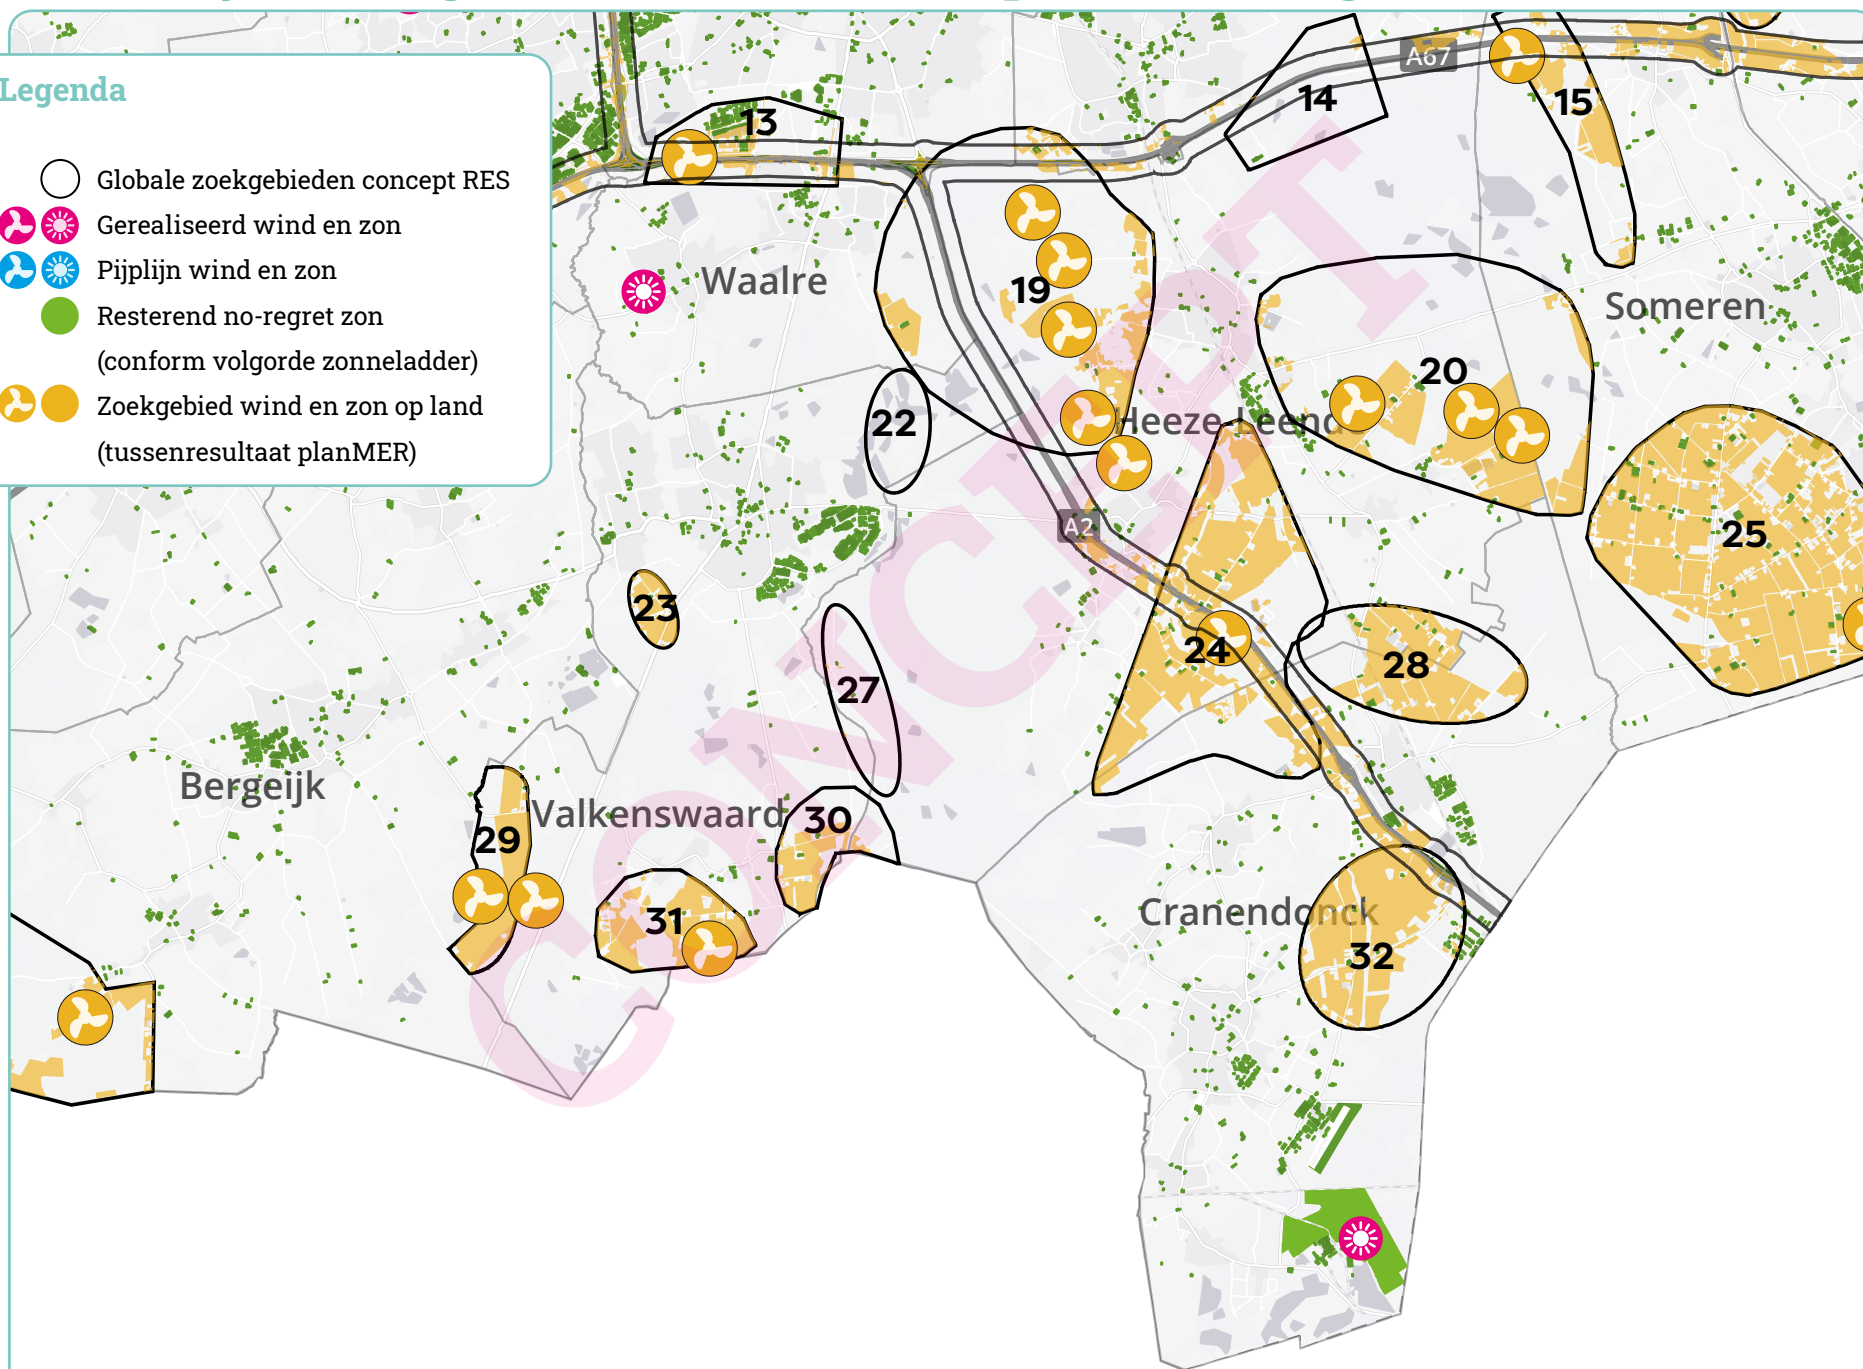 Legenda
Globale zoekgebieden concept RES
Gerealiseerd wind en zon
Pijplijn wind en zon
Resterend no-regret zon
(conform volgorde zonneladder)
Zoekgebied wind en zon op land
(tussenresultaat planMER)
A67
14
15
13
Waalre
19
Someren
20
22
Heeze-Leende
A2
25
23
24
28
27
Bergeijk
Valkenswaard
30
29
31
Cranendonck
32
CONCEPT